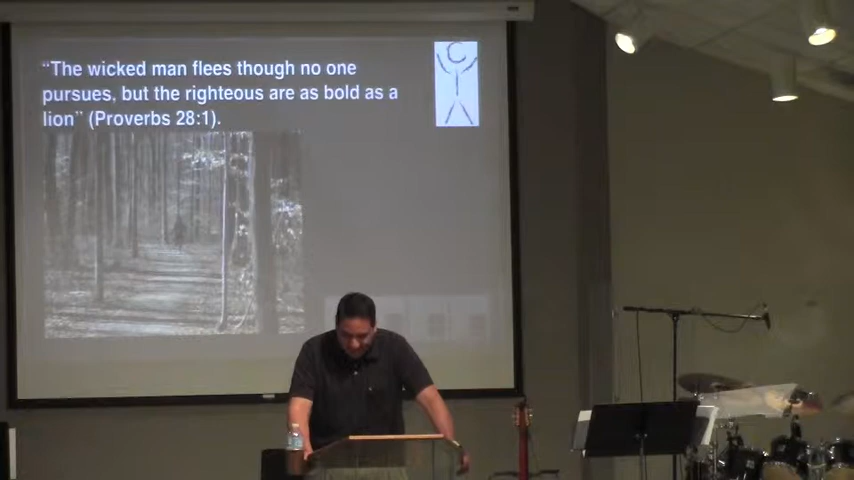 “The wicked man flees though no one
pursues, but the righteous are as bold as a
lion” (Proverbs 28:1).